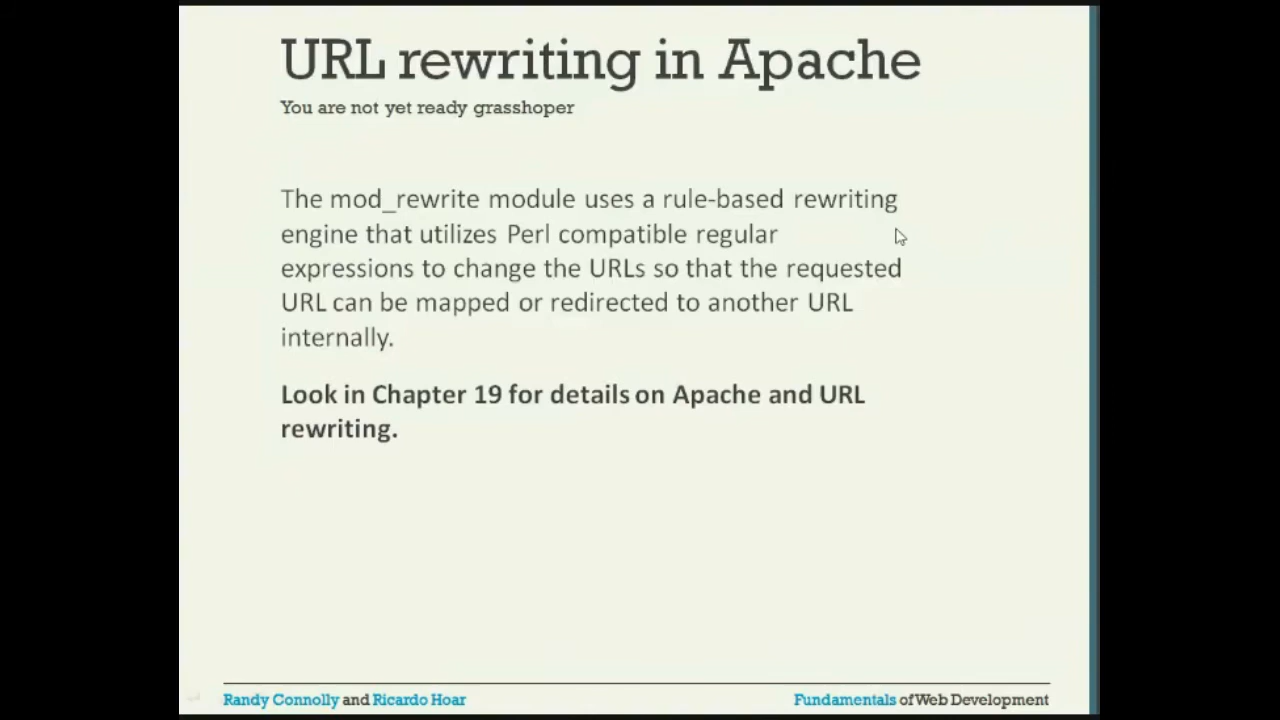 URL rewriting in Apache
You are not yet ready grasshoper
The mod_rewrite module uses a rule-based rewriting
engine that utilizes Perl compatible regular
expressions to change the URLs so that the requested
URL can be mapped or redirected to another URL
internally.
Look in Chapter 19 for details on Apache and URL
rewriting.
Randy Connolly and Ricardo Hoar
Fundamentals of Web Development